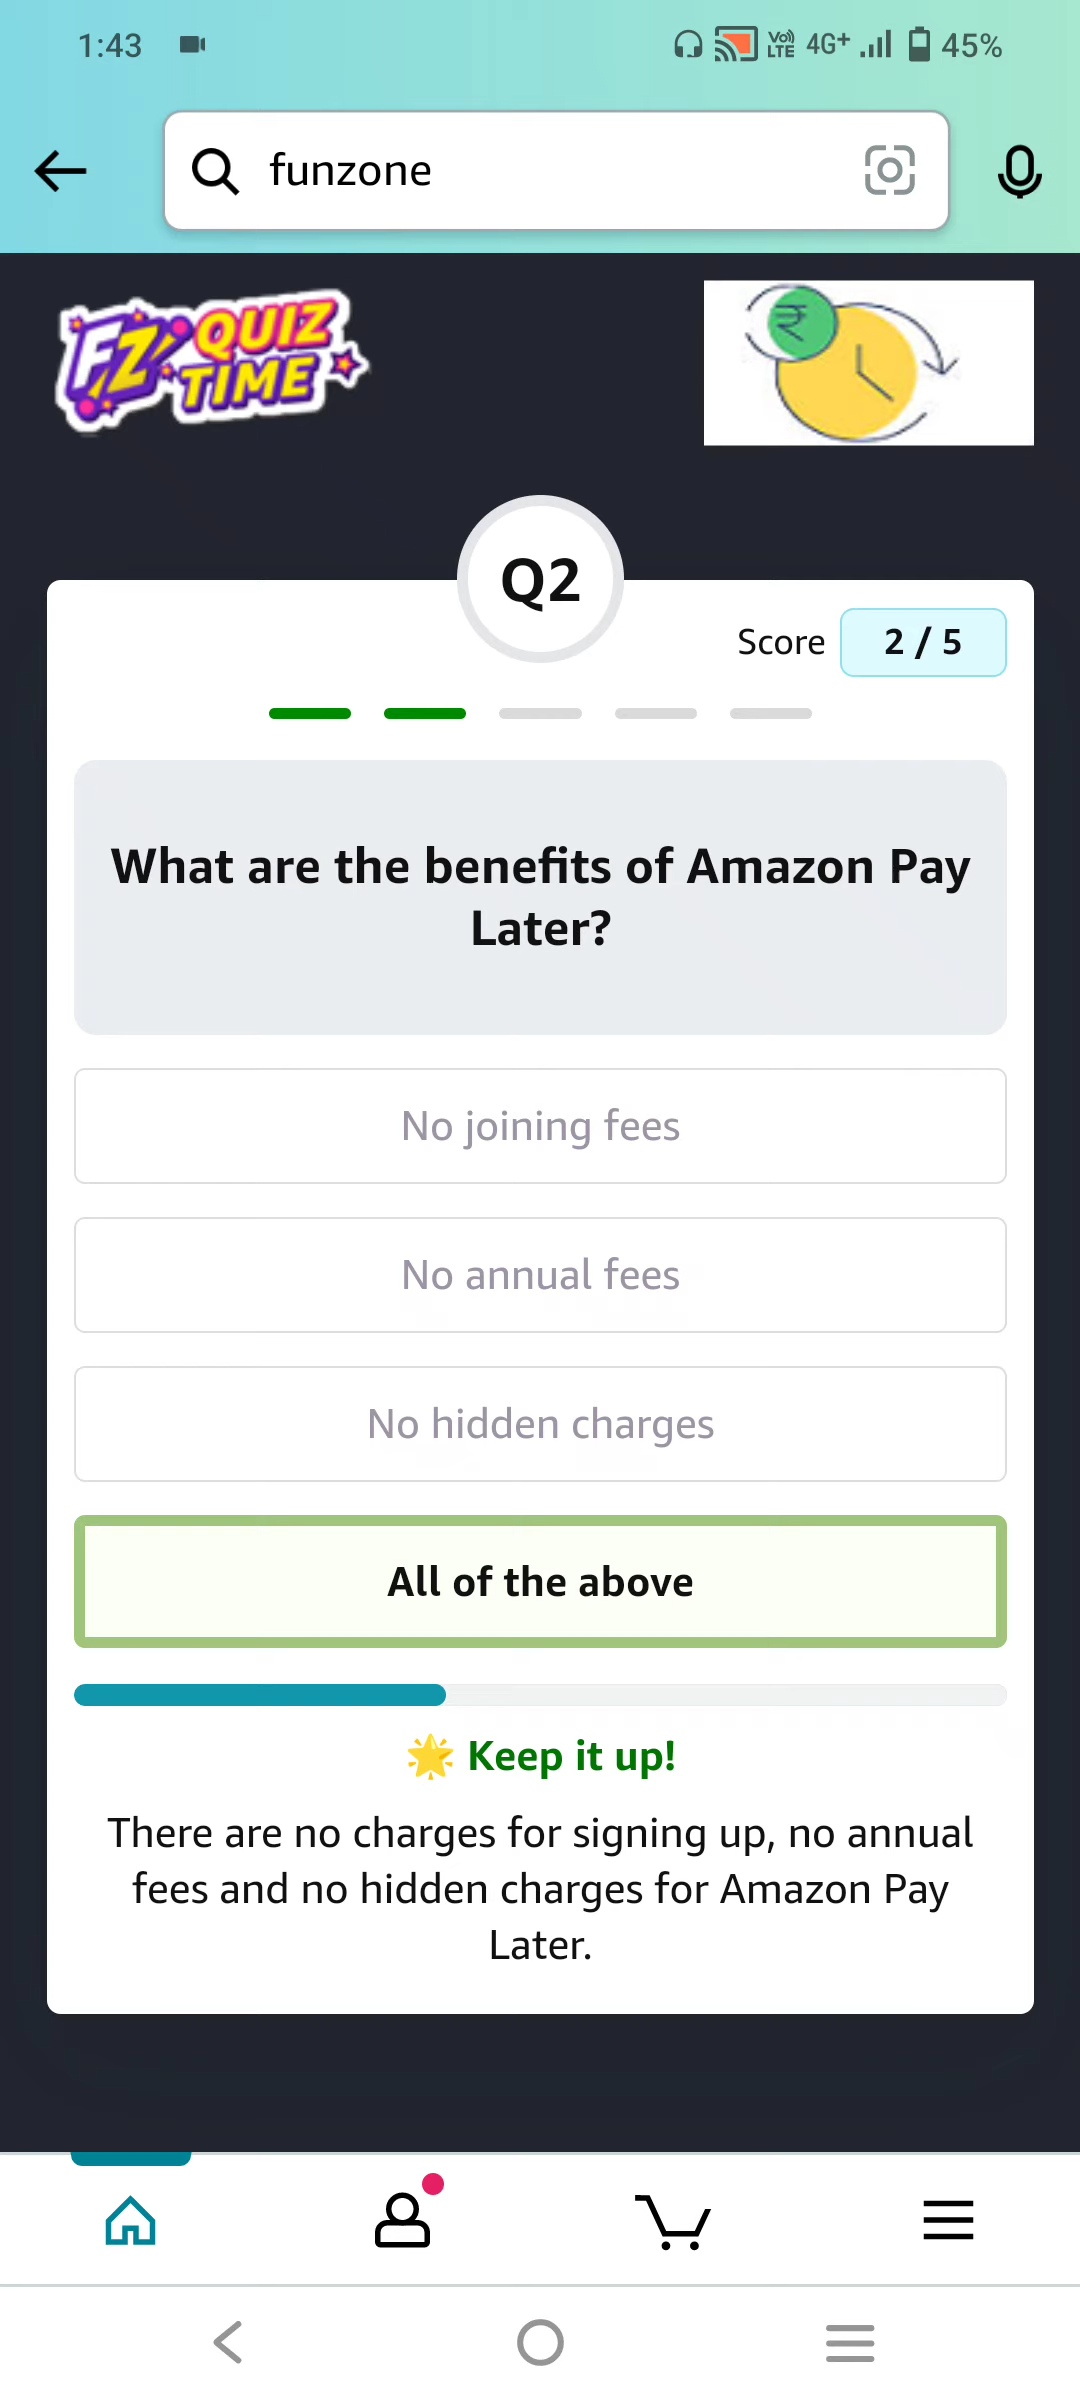 1:43
Vo) LTE 4G+ 45%
funzone
FZ QUIZ TIME
₹
Q2
Score 2 / 5
What are the benefits of Amazon Pay
Later?
No joining fees
No annual fees
No hidden charges
All of the above
🌟 Keep it up!
There are no charges for signing up, no annual
fees and no hidden charges for Amazon Pay
Later.